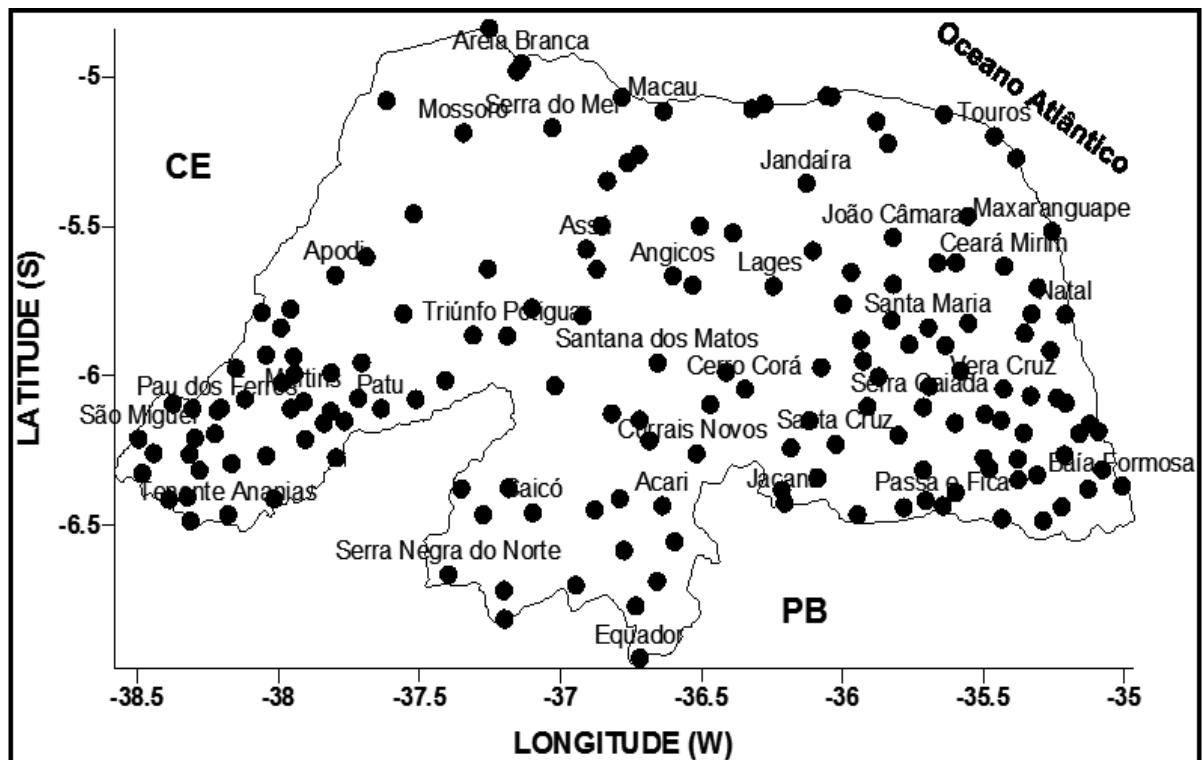 Areia Branca
Oceano Atlântico
-5
Macau
Serra do Mel
Mossoro
Touros
CE
Jandaíra
-5.5
João Câmara
Maxaranguape
Assú
Apodi
Angicos
Lages
Ceará Mirim
Natal
Triúnfo Potiguar
Santa Maria
Santana dos Matos
-6
Cerro Corá
Vera Cruz
Martins
Pau dos Ferros
Patu
Serra Caiada
São Miguel
Santa Cruz
Currais Novos
Baía Formosa
Tenente Ananias
Caicó
Acari
Jaçanã
Passa e Fica
-6.5
Serra Negra do Norte
PB
Equador
LATITUDE (S)
-38.5 -38 -37.5 -37 -36.5 -36 -35.5 -35
LONGITUDE (W)